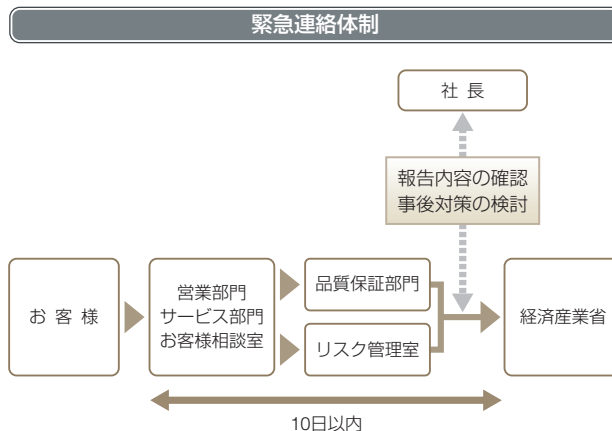 緊急連絡体制
社 長
報告内容の確認
事後対策の検討
お 客 様
営業部門
サービス部門
お客様相談室
品質保証部門
リスク管理室
経済産業省
10日以内